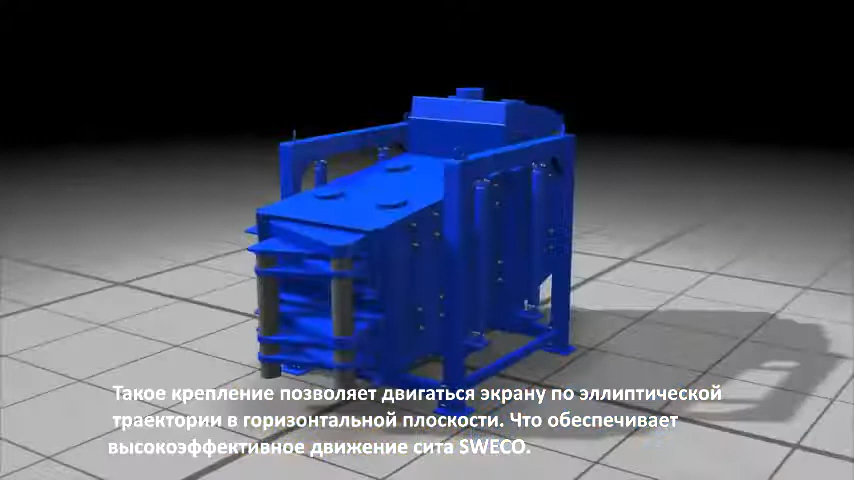 Такое крепление позволяет двигаться экрану по эллиптической
траектории в горизонтальной плоскости. Что обеспечивает
высокоэффективное движение сита SWECO.